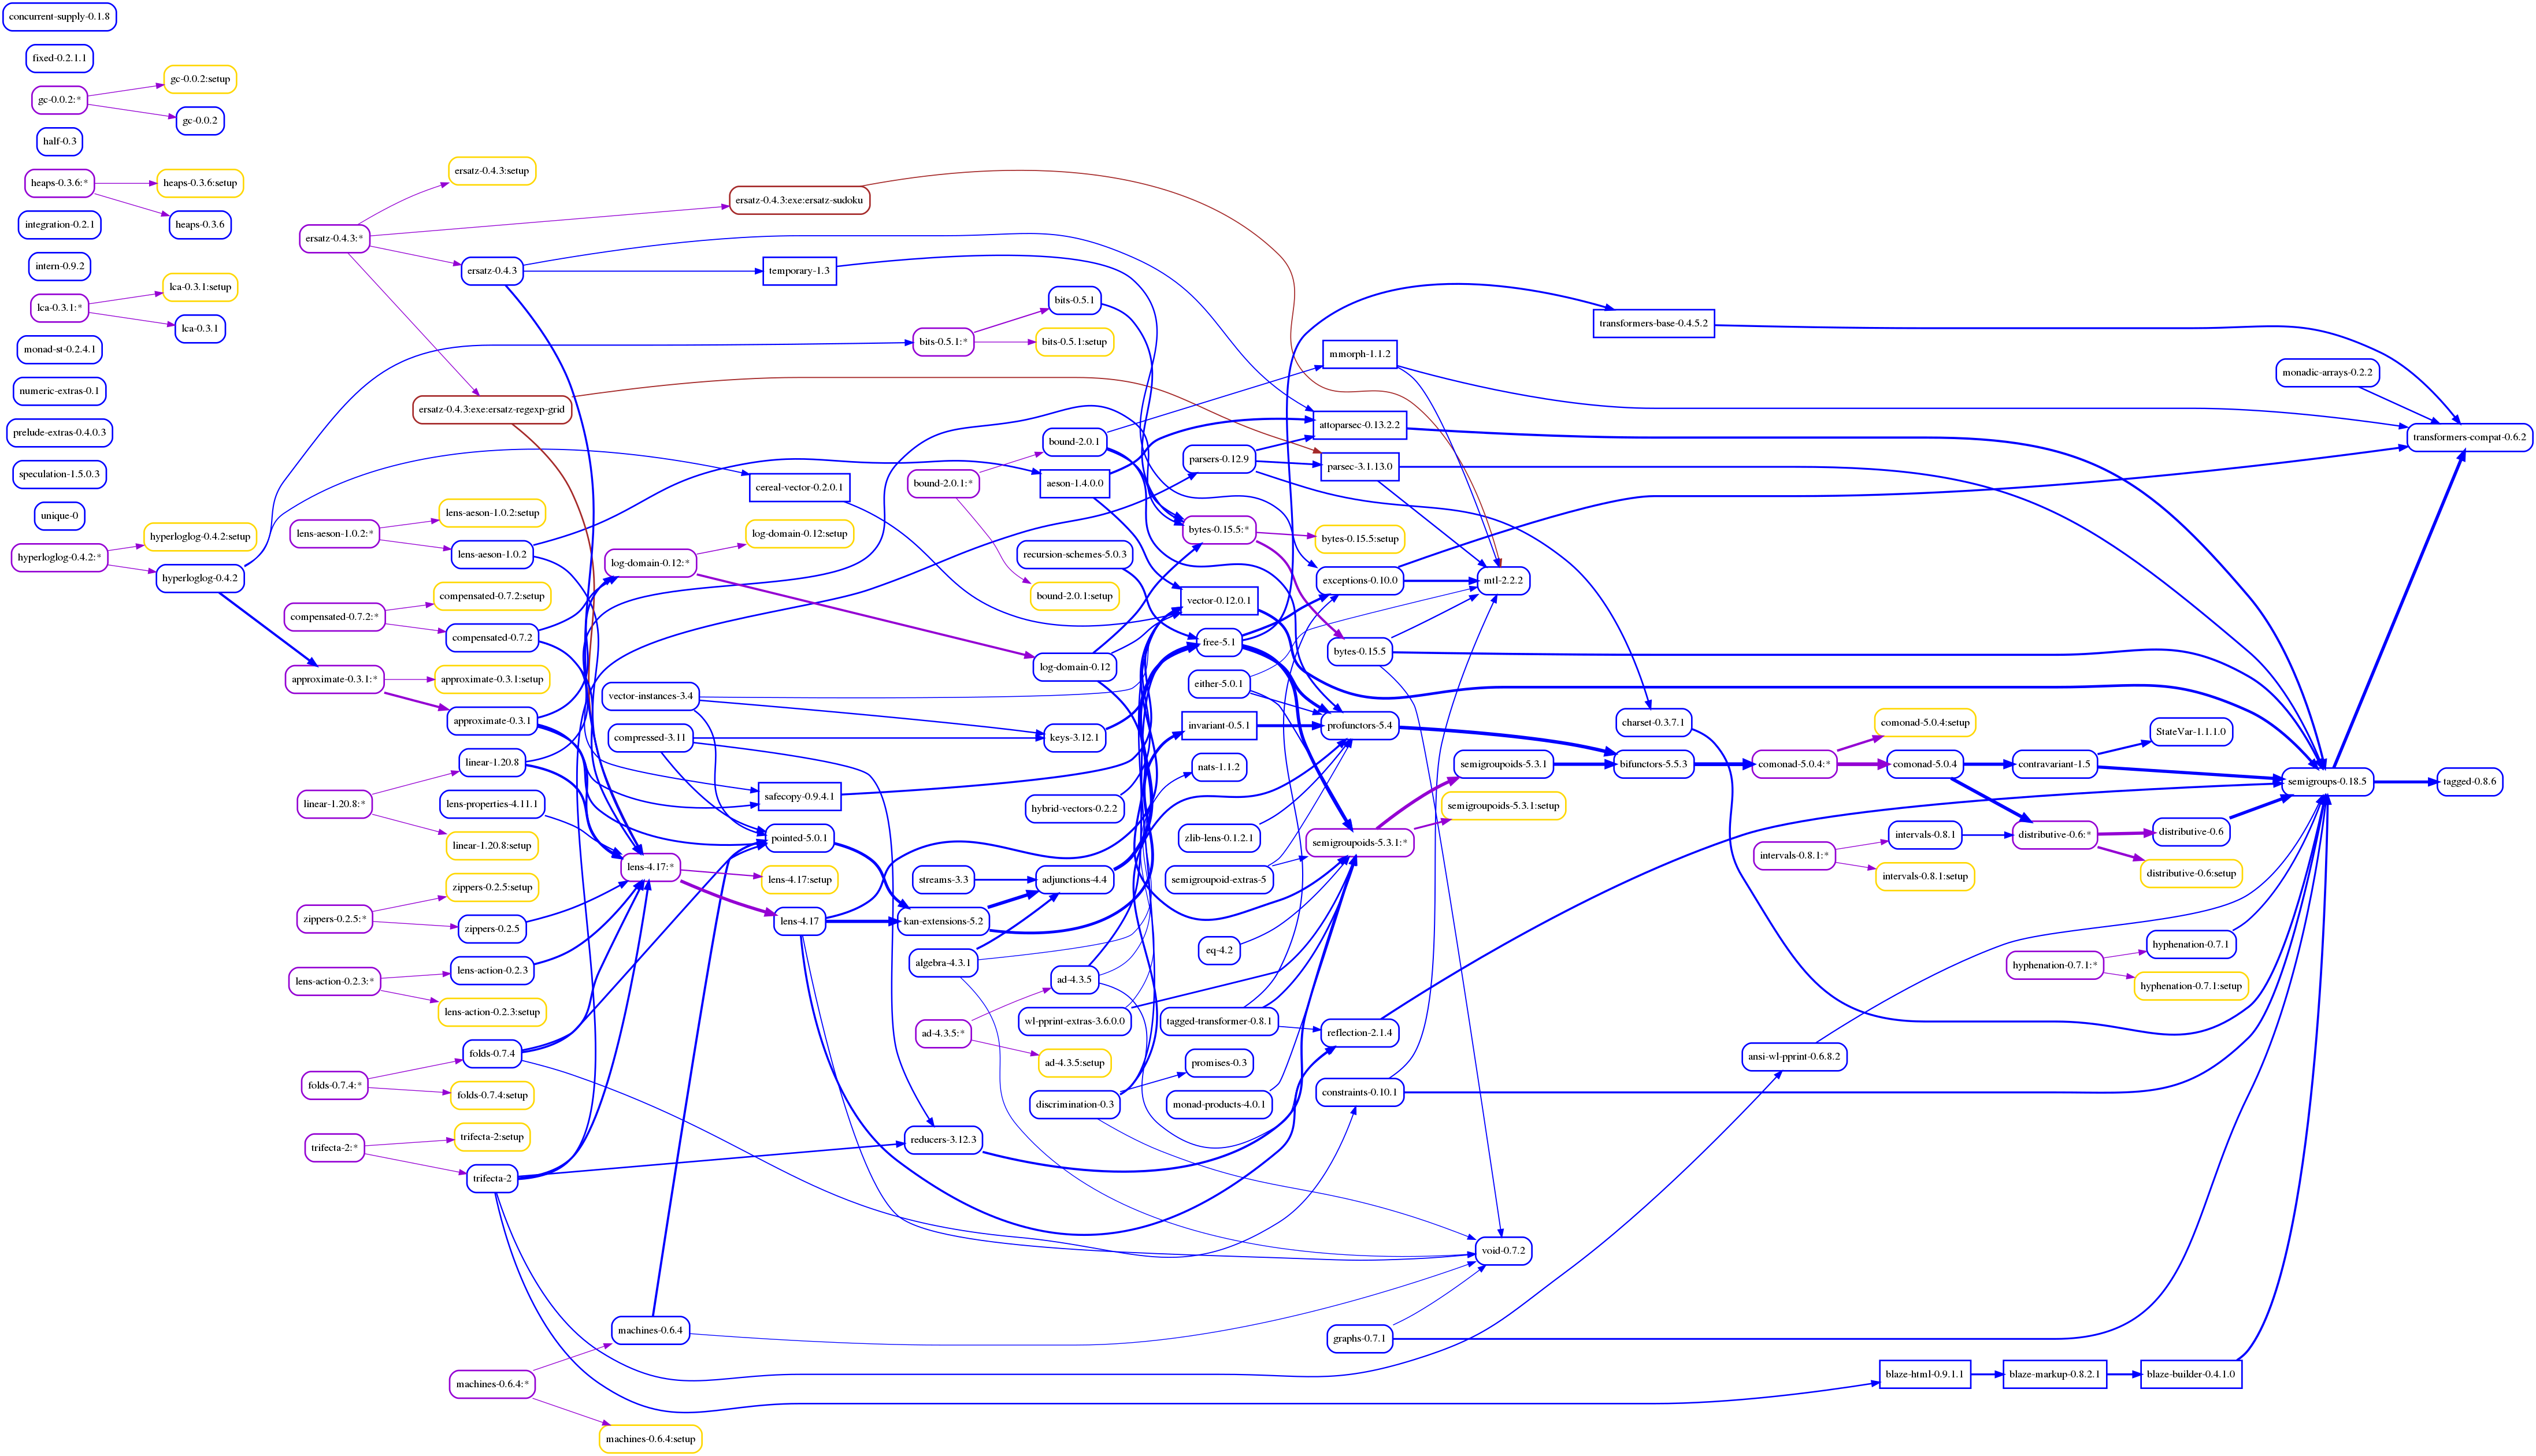 concurrent-supply-0.1.8
fixed-0.2.1.1
gc-0.0.2:setup
gc-0.0.2:*
gc-0.0.2
half-0.3
heaps-0.3.6:*
heaps-0.3.6:setup
heaps-0.3.6
integration-0.2.1
intern-0.9.2
lca-0.3.1:setup
lca-0.3.1:*
lca-0.3.1
monad-st-0.2.4.1
numeric-extras-0.1
prelude-extras-0.4.0.3
speculation-1.5.0.3
unique-0
hyperloglog-0.4.2:setup
hyperloglog-0.4.2:*
hyperloglog-0.4.2
ersatz-0.4.3:setup
ersatz-0.4.3:exe:ersatz-sudoku
ersatz-0.4.3:*
ersatz-0.4.3
temporary-1.3
ersatz-0.4.3:exe:ersatz-regexp-grid
bits-0.5.1
bits-0.5.1:*
bits-0.5.1:setup
transformers-base-0.4.5.2
mmorph-1.1.2
monadic-arrays-0.2.2
attoparsec-0.13.2.2
transformers-compat-0.6.2
bound-2.0.1
parsers-0.12.9
parsec-3.1.13.0
bound-2.0.1:*
aeson-1.4.0.0
cereal-vector-0.2.0.1
lens-aeson-1.0.2:setup
lens-aeson-1.0.2:*
lens-aeson-1.0.2
log-domain-0.12:setup
log-domain-0.12:*
bytes-0.15.5:*
bytes-0.15.5:setup
recursion-schemes-5.0.3
exceptions-0.10.0
mtl-2.2.2
bound-2.0.1:setup
compensated-0.7.2:setup
compensated-0.7.2:*
compensated-0.7.2
vector-0.12.0.1
free-5.1
bytes-0.15.5
log-domain-0.12
approximate-0.3.1:*
approximate-0.3.1:setup
approximate-0.3.1
vector-instances-3.4
either-5.0.1
compressed-3.11
keys-3.12.1
invariant-0.5.1
profunctors-5.4
charset-0.3.7.1
comonad-5.0.4:setup
StateVar-1.1.1.0
linear-1.20.8
nats-1.1.2
semigroupoids-5.3.1
bifunctors-5.5.3
comonad-5.0.4:*
comonad-5.0.4
contravariant-1.5
semigroups-0.18.5
tagged-0.8.6
linear-1.20.8:*
lens-properties-4.11.1
safecopy-0.9.4.1
hybrid-vectors-0.2.2
semigroupoids-5.3.1:setup
linear-1.20.8:setup
pointed-5.0.1
zlib-lens-0.1.2.1
semigroupoids-5.3.1:*
intervals-0.8.1
distributive-0.6:*
distributive-0.6
intervals-0.8.1:*
intervals-0.8.1:setup
distributive-0.6:setup
lens-4.17:*
lens-4.17:setup
streams-3.3
adjunctions-4.4
semigroupoid-extras-5
zippers-0.2.5:setup
zippers-0.2.5:*
zippers-0.2.5
lens-4.17
kan-extensions-5.2
eq-4.2
hyphenation-0.7.1
hyphenation-0.7.1:*
hyphenation-0.7.1:setup
algebra-4.3.1
lens-action-0.2.3
lens-action-0.2.3:*
lens-action-0.2.3:setup
ad-4.3.5
wl-pprint-extras-3.6.0.0
tagged-transformer-0.8.1
reflection-2.1.4
ad-4.3.5:*
ad-4.3.5:setup
ansi-wl-pprint-0.6.8.2
folds-0.7.4
folds-0.7.4:*
folds-0.7.4:setup
promises-0.3
discrimination-0.3
monad-products-4.0.1
constraints-0.10.1
trifecta-2:setup
trifecta-2:*
trifecta-2
reducers-3.12.3
void-0.7.2
machines-0.6.4
graphs-0.7.1
machines-0.6.4:*
machines-0.6.4:setup
blaze-html-0.9.1.1
blaze-markup-0.8.2.1
blaze-builder-0.4.1.0